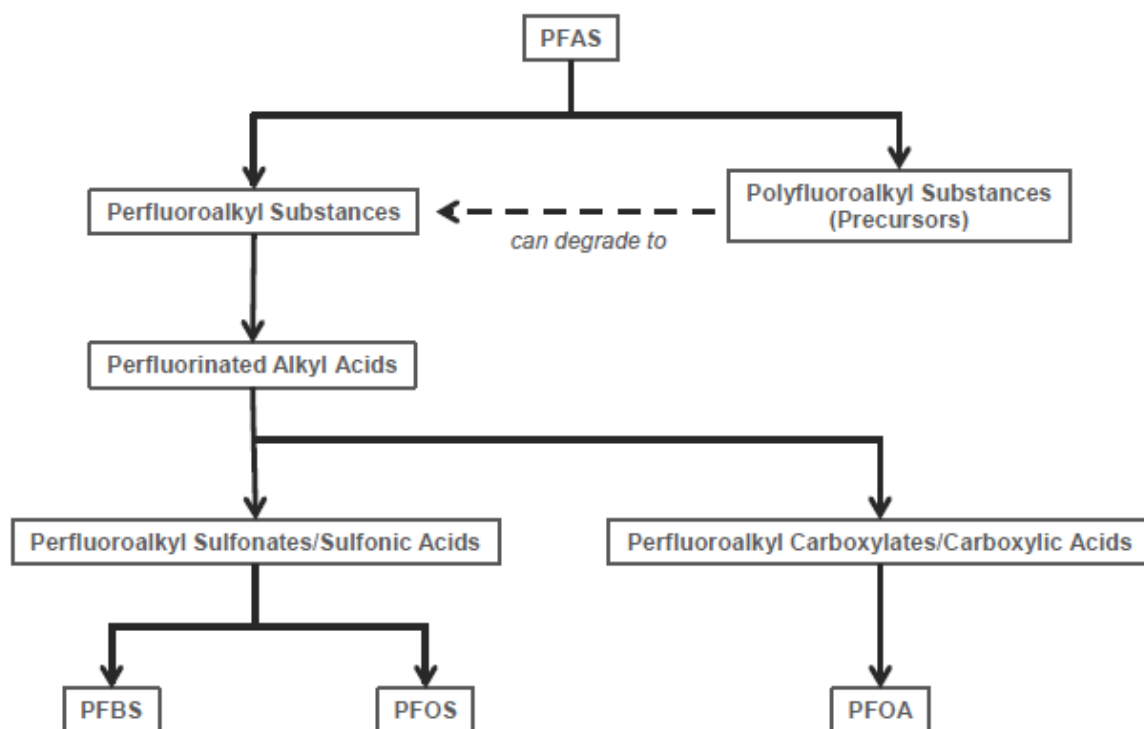 PFAS
Perfluoroalkyl Substances
Polyfluoroalkyl Substances
(Precursors)
can degrade to
Perfluorinated Alkyl Acids
Perfluoroalkyl Sulfonates/Sulfonic Acids
Perfluoroalkyl Carboxylates/Carboxylic Acids
PFBS
PFOS
PFOA